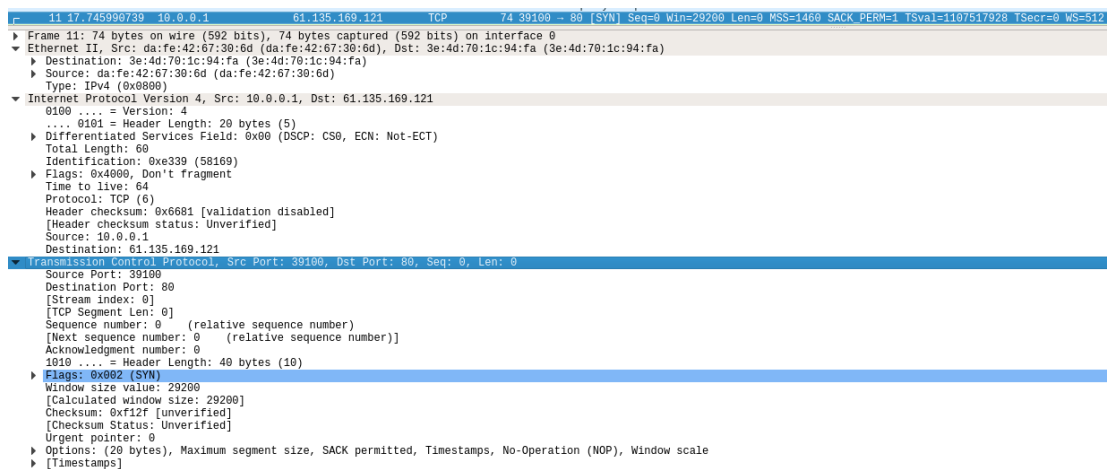 11 17.745990739 10.0.0.1 61.135.169.121 TCP 74 39100 → 80 [SYN] Seq=0 Win=29200 Len=0 MSS=1460 SACK_PERM=1 TSval=1107517928 TSecr=0 WS=512
Frame 11: 74 bytes on wire (592 bits), 74 bytes captured (592 bits) on interface 0
Ethernet II, Src: da:fe:42:67:30:6d (da:fe:42:67:30:6d), Dst: 3e:4d:70:1c:94:fa (3e:4d:70:1c:94:fa)
Destination: 3e:4d:70:1c:94:fa (3e:4d:70:1c:94:fa)
Source: da:fe:42:67:30:6d (da:fe:42:67:30:6d)
Type: IPv4 (0x0800)
Internet Protocol Version 4, Src: 10.0.0.1, Dst: 61.135.169.121
0100 .... = Version: 4
.... 0101 = Header Length: 20 bytes (5)
Differentiated Services Field: 0x00 (DSCP: CS0, ECN: Not-ECT)
Total Length: 60
Identification: 0xe339 (58169)
Flags: 0x4000, Don't fragment
Time to live: 64
Protocol: TCP (6)
Header checksum: 0x6681 [validation disabled]
[Header checksum status: Unverified]
Source: 10.0.0.1
Destination: 61.135.169.121
Transmission Control Protocol, Src Port: 39100, Dst Port: 80, Seq: 0, Len: 0
Source Port: 39100
Destination Port: 80
[Stream index: 0]
[TCP Segment Len: 0]
Sequence number: 0 (relative sequence number)
[Next sequence number: 0 (relative sequence number)]
Acknowledgment number: 0
1010 .... = Header Length: 40 bytes (10)
Flags: 0x002 (SYN)
Window size value: 29200
[Calculated window size: 29200]
Checksum: 0xf12f [unverified]
[Checksum Status: Unverified]
Urgent pointer: 0
Options: (20 bytes), Maximum segment size, SACK permitted, Timestamps, No-Operation (NOP), Window scale
[Timestamps]